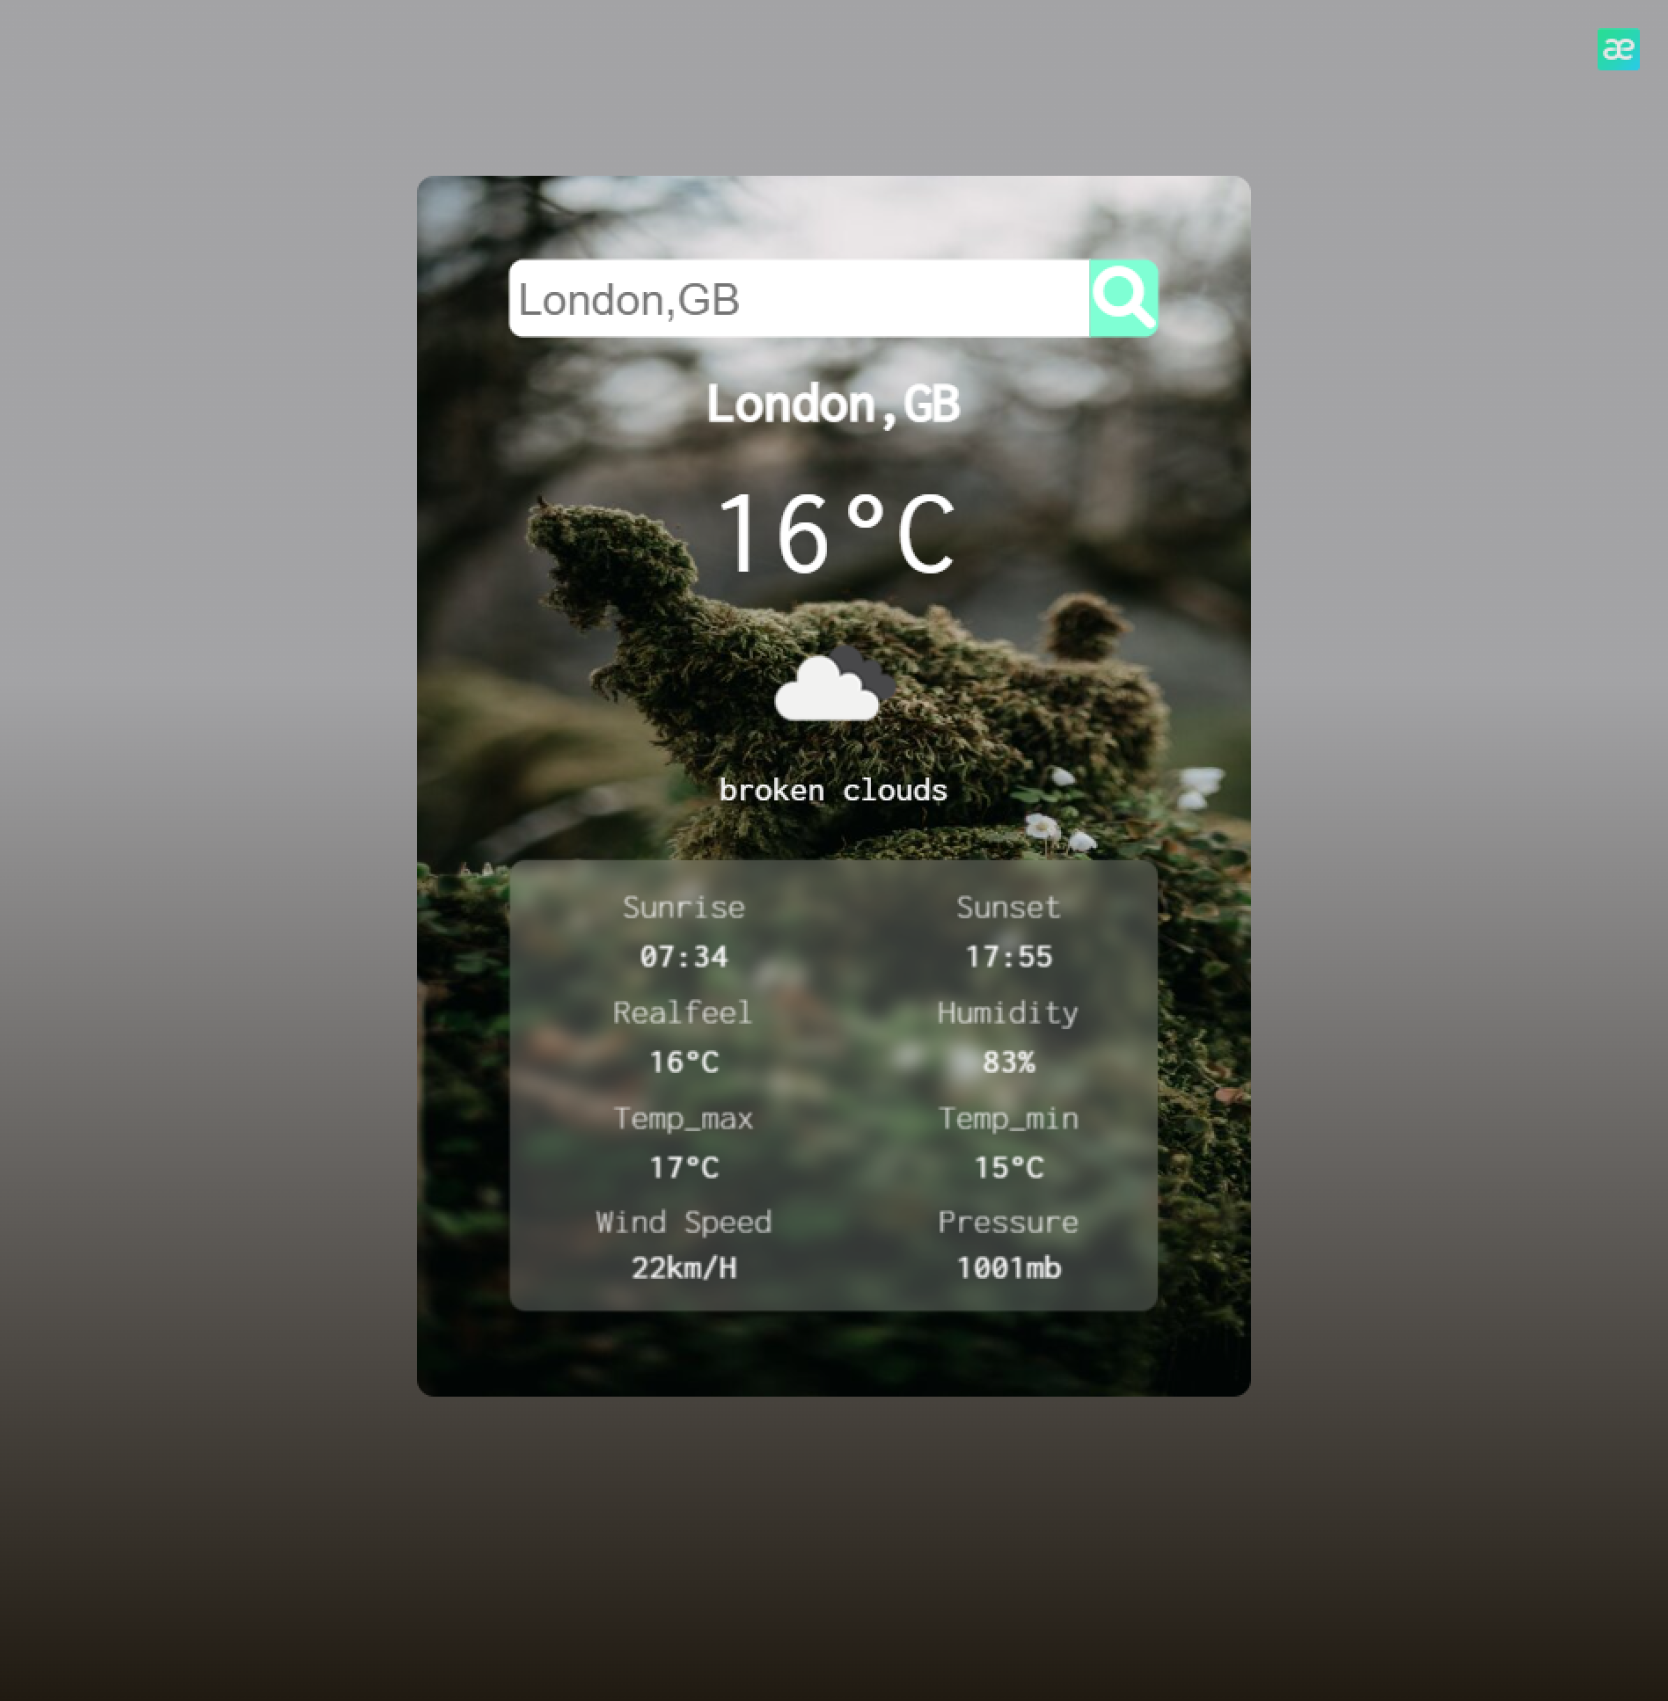 æ
London,GB
London,GB
16°C
broken clouds
Sunrise Sunset
07:34 17:55
Realfeel Humidity
16°C 83%
Temp_max Temp_min
17°C 15°C
Wind Speed Pressure
22km/H 1001mb